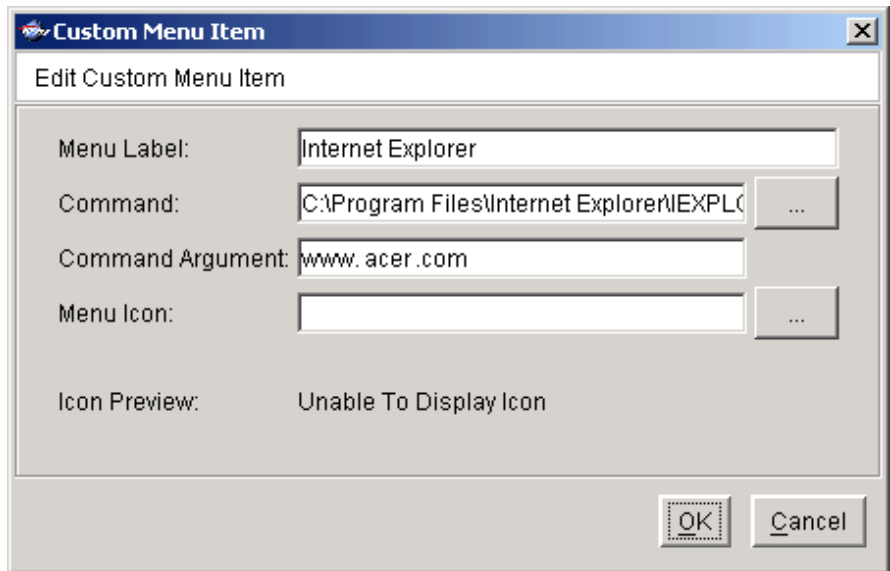 Custom Menu Item
Edit Custom Menu Item
Menu Label: Internet Explorer
Command: C:\Program Files\Internet Explorer\IEXPLO ...
Command Argument: www. acer .com
Menu Icon: ...
Icon Preview: Unable To Display Icon
OK Cancel